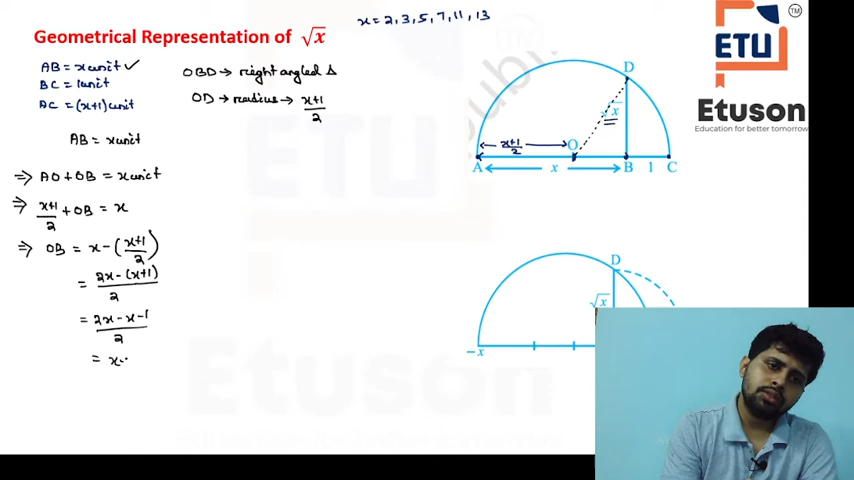 x = 2, 3, 5, 7, 11, 13
Geometrical Representation of √x
AB = x unit ✓
BC = 1 unit
AC = (x+1) unit
OBD → right angled Δ
OD → radius → x+1/2
AB = x unit
⇒ AO + OB = x unit
⇒ x+1/2 + OB = x
⇒ OB = x - (x+1/2)
= 2x-(x+1)/2
= 2x-x-1/2
= x-
D
√x
x+1/2
O
A
x
B
1
C
D
√x
-x
TM
ETU
Etuson
Education for better tomorrow
Etuson